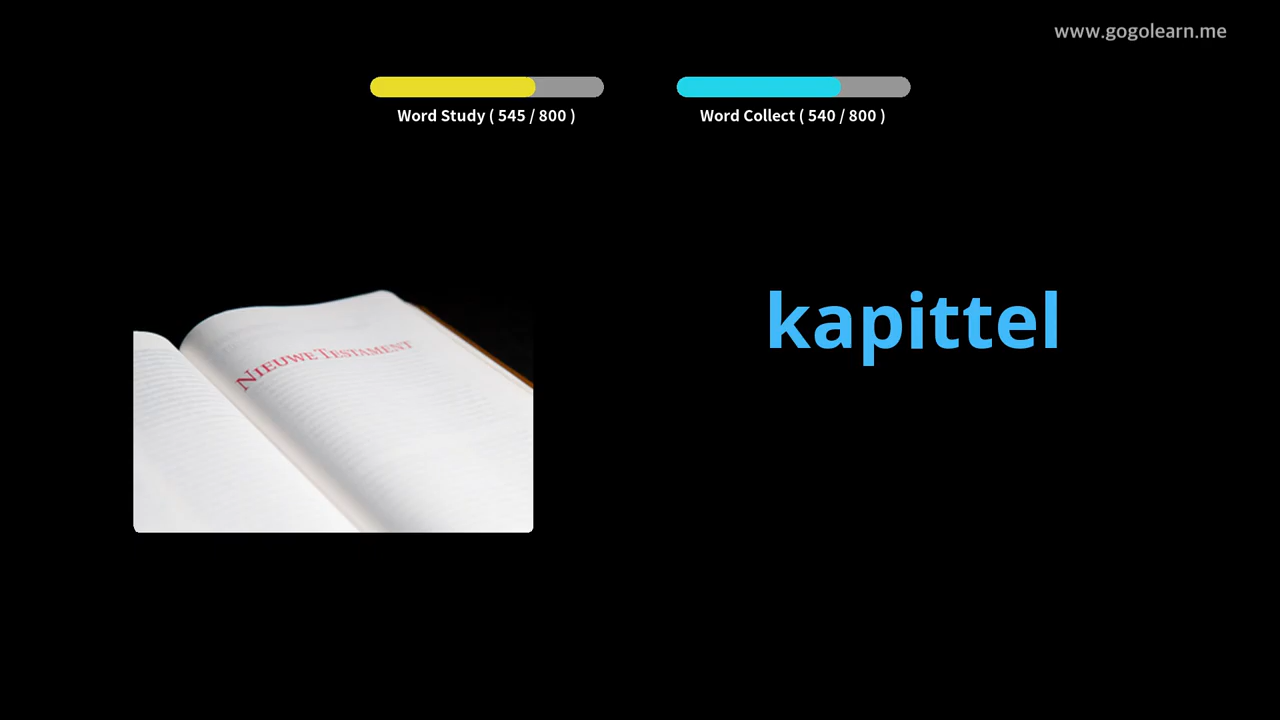 www.gogolearn.me
Word Study ( 545 / 800 )
Word Collect ( 540 / 800 )
kapittel
NIEUWE TESTAMENT